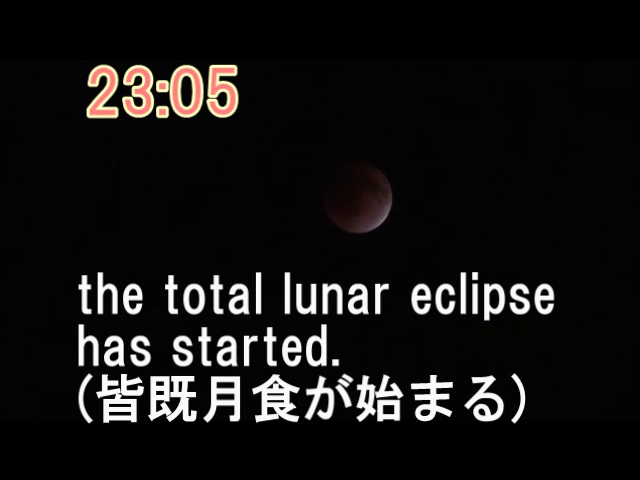 23:05
the total lunar eclipse
has started.
(皆既月食が始まる)